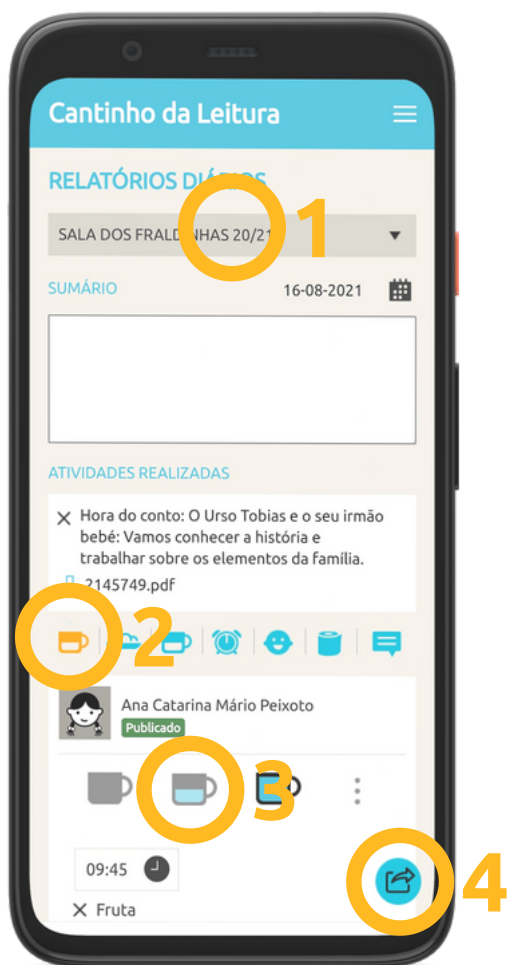 Cantinho da Leitura
RELATÓRIOS DIÁRIOS
1
SALA DOS FRALDINHAS 20/21
SUMÁRIO 16-08-2021
ATIVIDADES REALIZADAS
Hora do conto: O Urso Tobias e o seu irmão
bebé: Vamos conhecer a história e
trabalhar sobre os elementos da família.
2145749.pdf
2
Ana Catarina Mário Peixoto
Publicado
3
09:45
4
Fruta